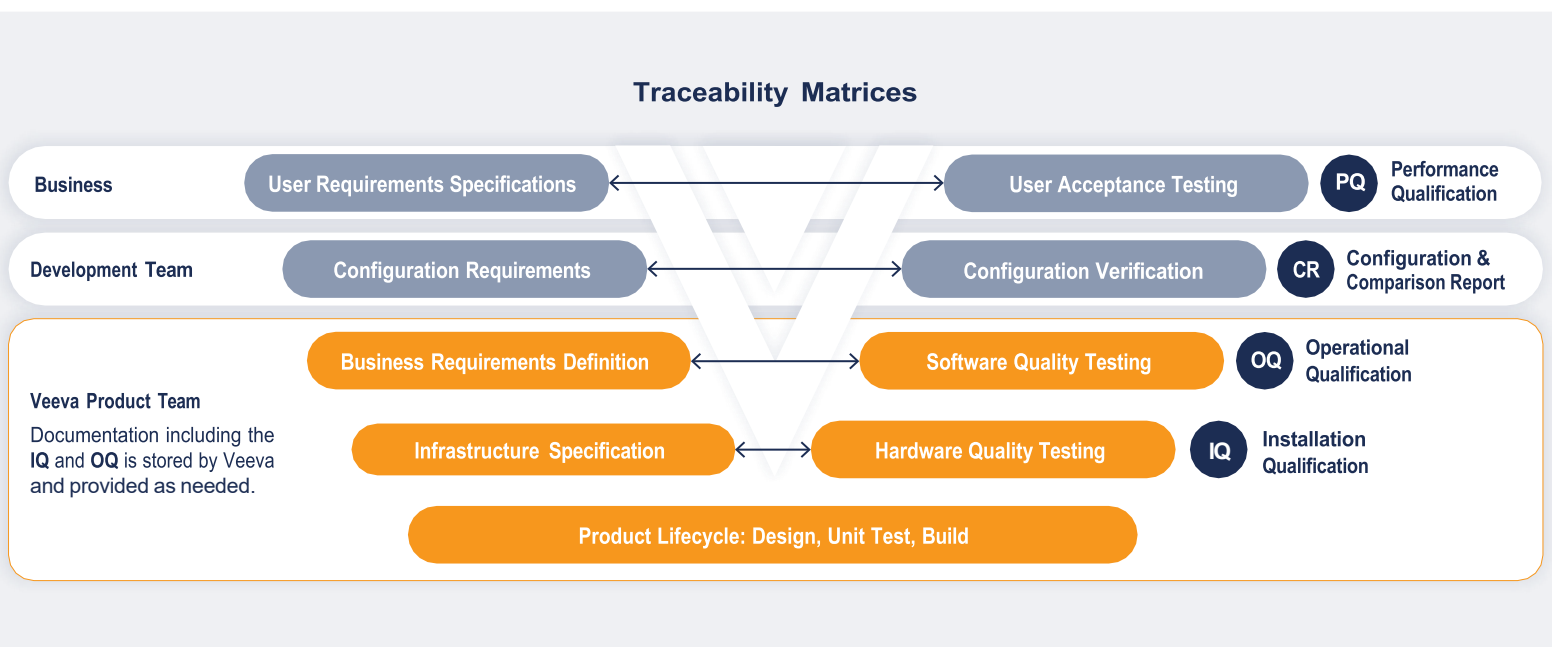 Traceability Matrices
Business
User Requirements Specifications
User Acceptance Testing
PQ
Performance
Qualification
Development Team
Configuration Requirements
Configuration Verification
CR
Configuration &
Comparison Report
Business Requirements Definition
Software Quality Testing
OQ
Operational
Qualification
Veeva Product Team
Documentation including the
IQ and OQ is stored by Veeva
and provided as needed.
Infrastructure Specification
Hardware Quality Testing
IQ
Installation
Qualification
Product Lifecycle: Design, Unit Test, Build